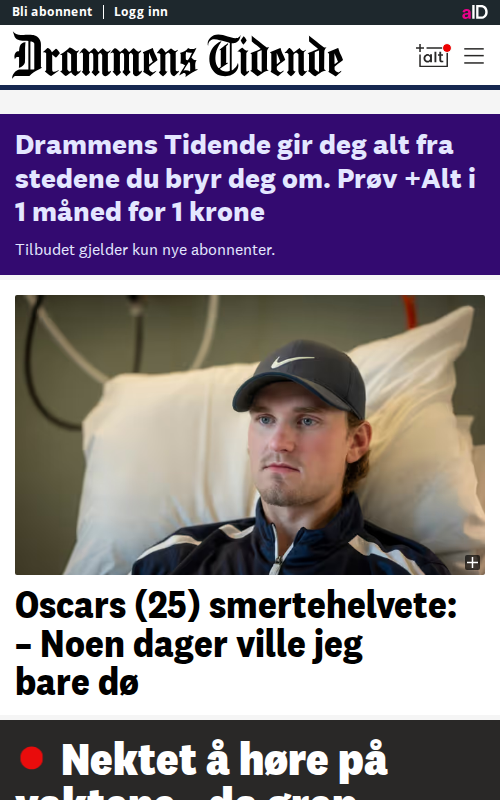 Bli abonnent | Logg inn
aID
Drammens Tidende
+alt
Drammens Tidende gir deg alt fra
stedene du bryr deg om. Prøv +Alt i
1 måned for 1 krone
Tilbudet gjelder kun nye abonnenter.
Oscars (25) smertehelvete:
– Noen dager ville jeg
bare dø
Nektet å høre på